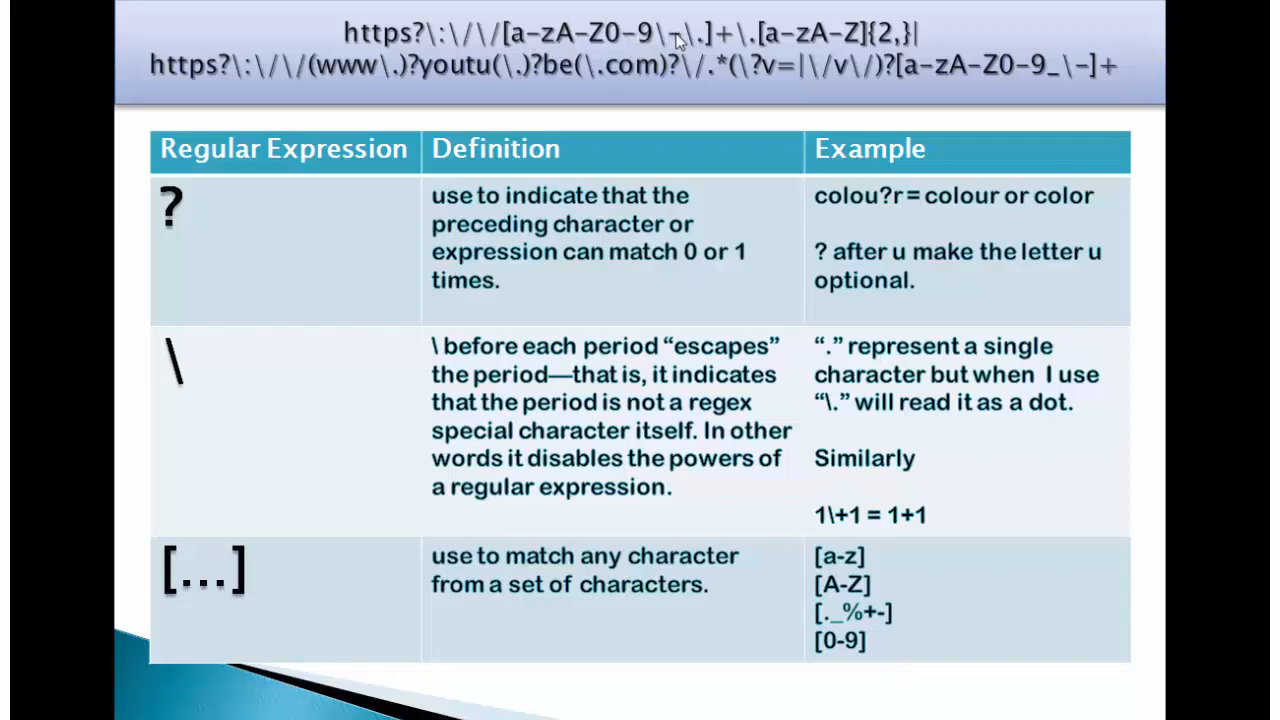 https?\:\/\/[a-zA-Z0-9\-\.]+\.[a-zA-Z]{2,}|
https?\:\/\/(www\.)?youtu(\.)?be(\.com)?\/.*(\?v=|\/v\/)?[a-zA-Z0-9_\-]+
Regular Expression
Definition
Example
?
use to indicate that the
preceding character or
expression can match 0 or 1
times.
colou?r = colour or color
? after u make the letter u
optional.
\
\ before each period “escapes”
the period—that is, it indicates
that the period is not a regex
special character itself. In other
words it disables the powers of
a regular expression.
“.” represent a single
character but when I use
“\.” will read it as a dot.
Similarly
1\+1 = 1+1
[...]
use to match any character
from a set of characters.
[a-z]
[A-Z]
[._%+-]
[0-9]